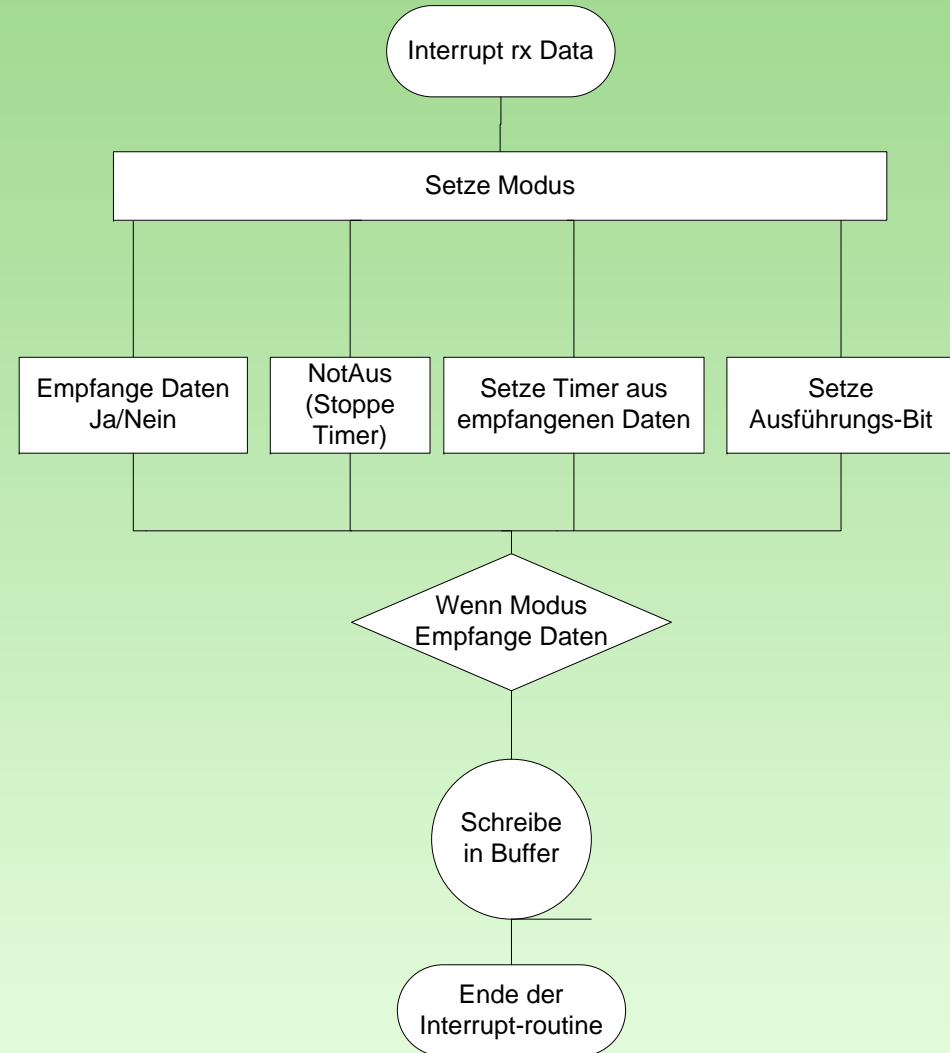 Interrupt rx Data
Setze Modus
Empfange Daten
Ja/Nein
NotAus
(Stoppe
Timer)
Setze Timer aus
empfangenen Daten
Setze
Ausführungs-Bit
Wenn Modus
Empfange Daten
Schreibe
in Buffer
Ende der
Interrupt-routine